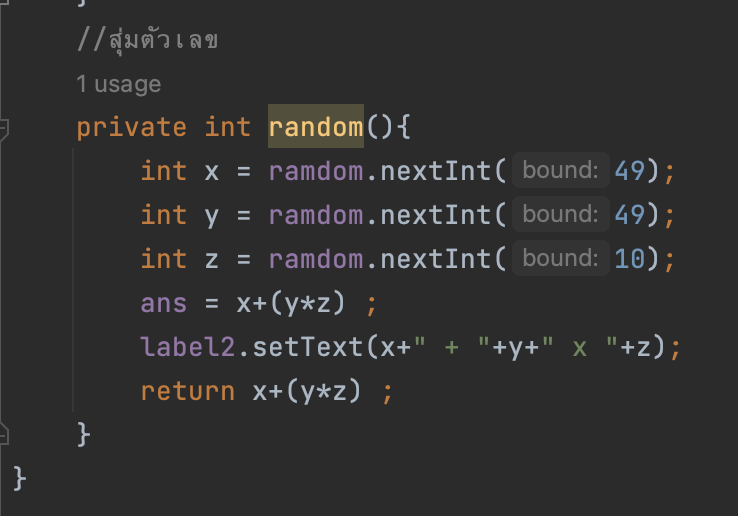 }
//สุ่มตัวเลข
1 usage
private int random(){
int x = ramdom.nextInt( bound: 49);
int y = ramdom.nextInt( bound: 49);
int z = ramdom.nextInt( bound: 10);
ans = x+(y*z) ;
label2.setText(x+" + "+y+" x "+z);
return x+(y*z) ;
}
}